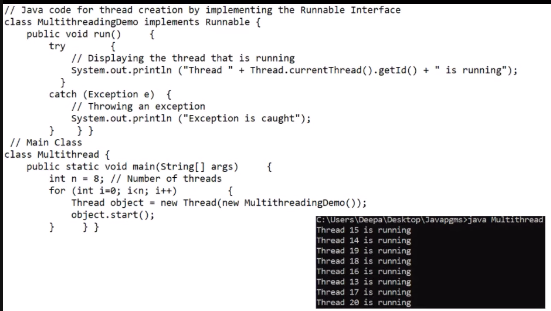 // Java code for thread creation by implementing the Runnable Interface
class MultithreadingDemo implements Runnable {
public void run() {
try {
// Displaying the thread that is running
System.out.println ("Thread " + Thread.currentThread().getId() + " is running");
}
catch (Exception e) {
// Throwing an exception
System.out.println ("Exception is caught");
} } }
// Main Class
class Multithread {
public static void main(String[] args) {
int n = 8; // Number of threads
for (int i=0; i<n; i++) {
Thread object = new Thread(new MultithreadingDemo());
object.start();
} } }
C:\Users\Deepa\Desktop\Javapgms>java Multithread
Thread 15 is running
Thread 14 is running
Thread 19 is running
Thread 18 is running
Thread 16 is running
Thread 13 is running
Thread 17 is running
Thread 20 is running